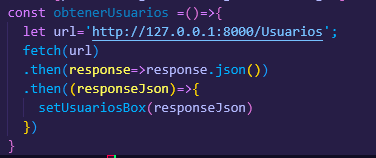 const obtenerUsuarios =()=>{
let url='http://127.0.0.1:8000/Usuarios';
fetch(url)
.then(response=>response.json())
.then((responseJson)=>{
setUsuariosBox(responseJson)
})
}